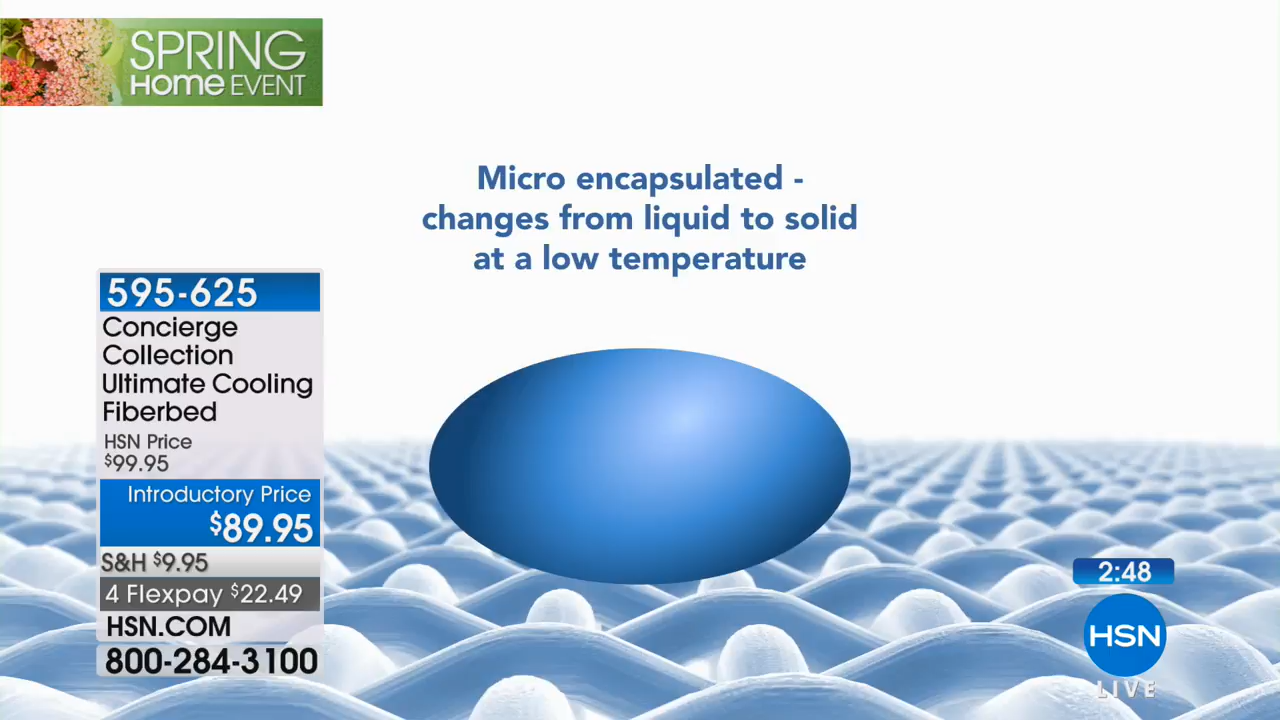 SPRING
HOME EVENT
Micro encapsulated -
changes from liquid to solid
at a low temperature
595-625
Concierge
Collection
Ultimate Cooling
Fiberbed
HSN Price
$99.95
Introductory Price
$89.95
S&H $9.95
4 Flexpay $22.49
HSN.COM
800-284-3100
2:48
HSN
LIVE